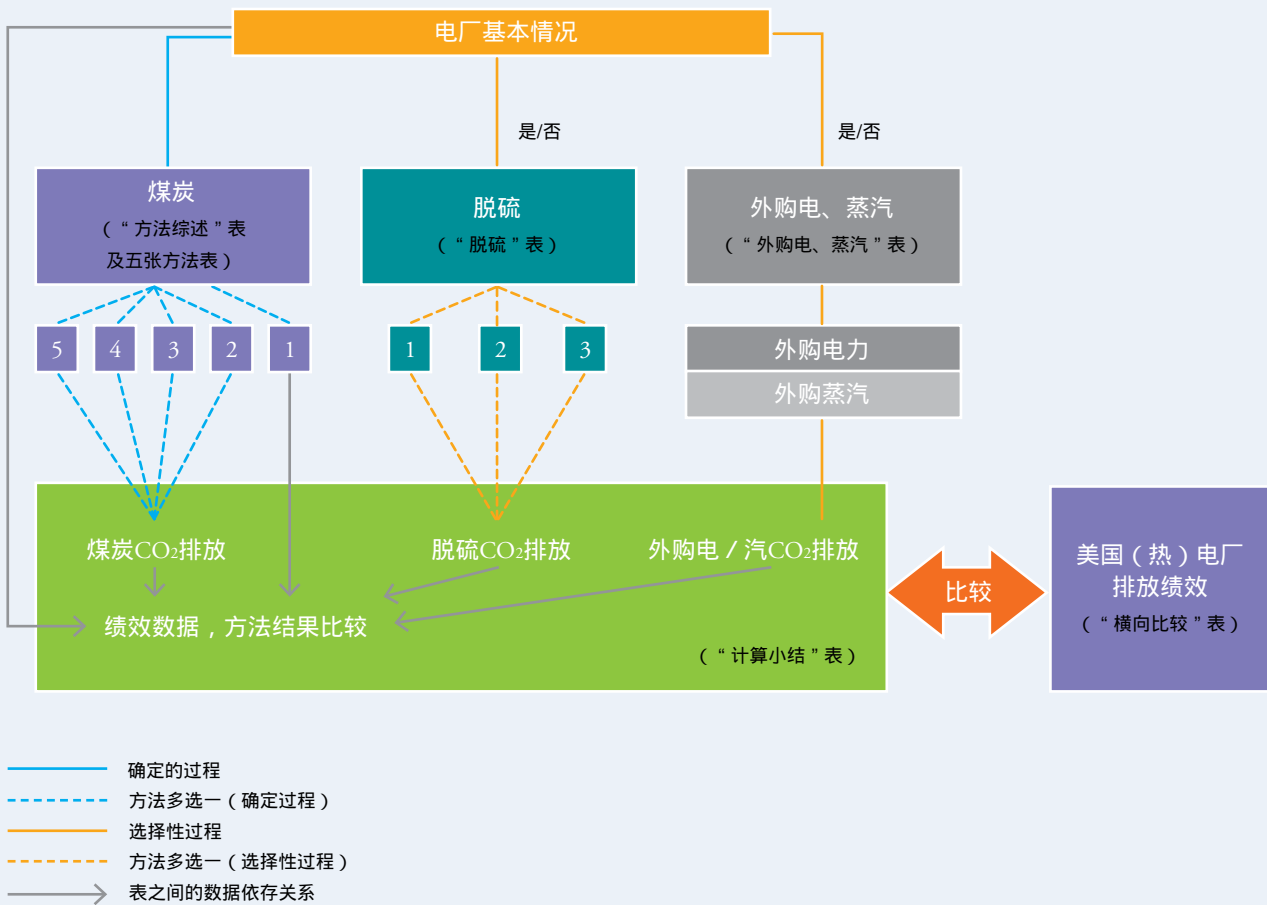 电厂基本情况
是/否
是/否
煤炭
（“方法综述”表
及五张方法表）
脱硫
（“脱硫”表）
外购电、蒸汽
（“外购电、蒸汽”表）
5
4
3
2
1
1
2
3
外购电力
外购蒸汽
煤炭CO₂排放
脱硫CO₂排放
外购电 / 汽CO₂排放
绩效数据，方法结果比较
（“计算小结”表）
比较
美国（热）电厂
排放绩效
（“横向比较”表）
确定的过程
方法多选一（确定过程）
选择性过程
方法多选一（选择性过程）
表之间的数据依存关系